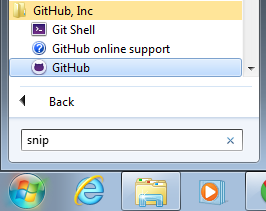 GitHub, Inc
Git Shell
GitHub online support
GitHub
Back
snip